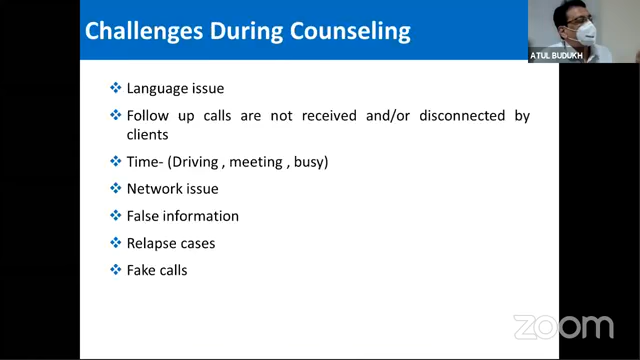 Challenges During Counseling
ATUL BUDUKH
Language issue
Follow up calls are not received and/or disconnected by
clients
Time- (Driving , meeting , busy)
Network issue
False information
Relapse cases
Fake calls
zoom